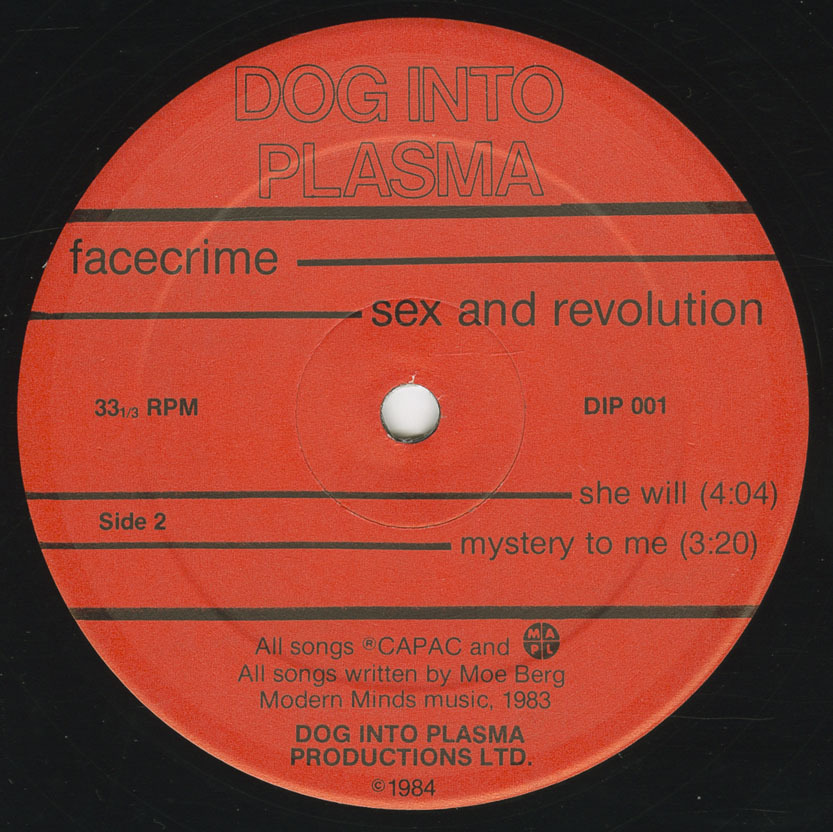 DOG INTO
PLASMA
facecrime
sex and revolution
33 1/3 RPM
DIP 001
she will (4:04)
Side 2
mystery to me (3:20)
All songs ®CAPAC and MAPL
All songs written by Moe Berg
Modern Minds music, 1983
DOG INTO PLASMA
PRODUCTIONS LTD.
©1984